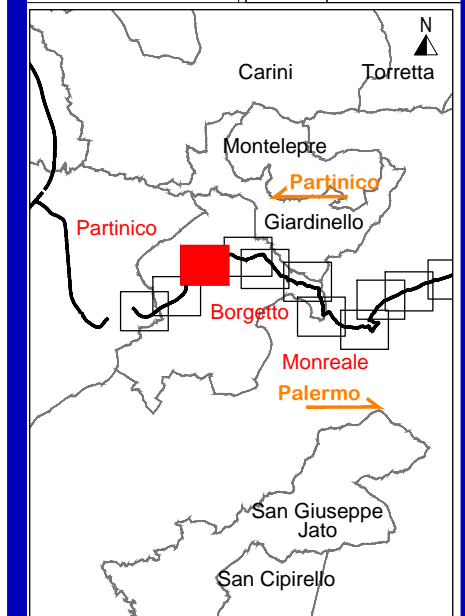 N
Carini
Torretta
Montelepre
Partinico
Giardinello
Partinico
Borgetto
Monreale
Palermo
San Giuseppe
Jato
San Cipirello